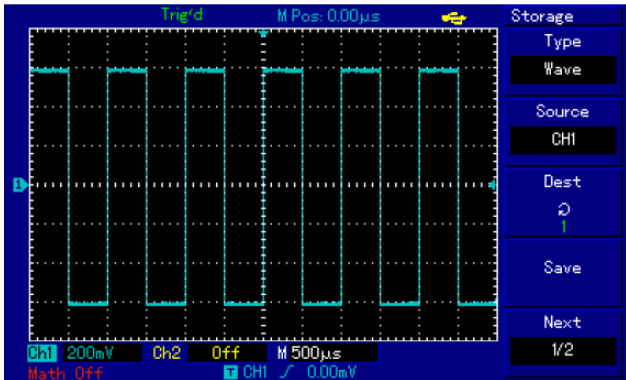 Trig'd M Pos: 0.00μs Storage
Type
Wave
Source
CH1
1
Dest
1
Save
Next
1/2
Ch1 200mV Ch2 Off M 500μs
Math Off T CH1 0.00mV